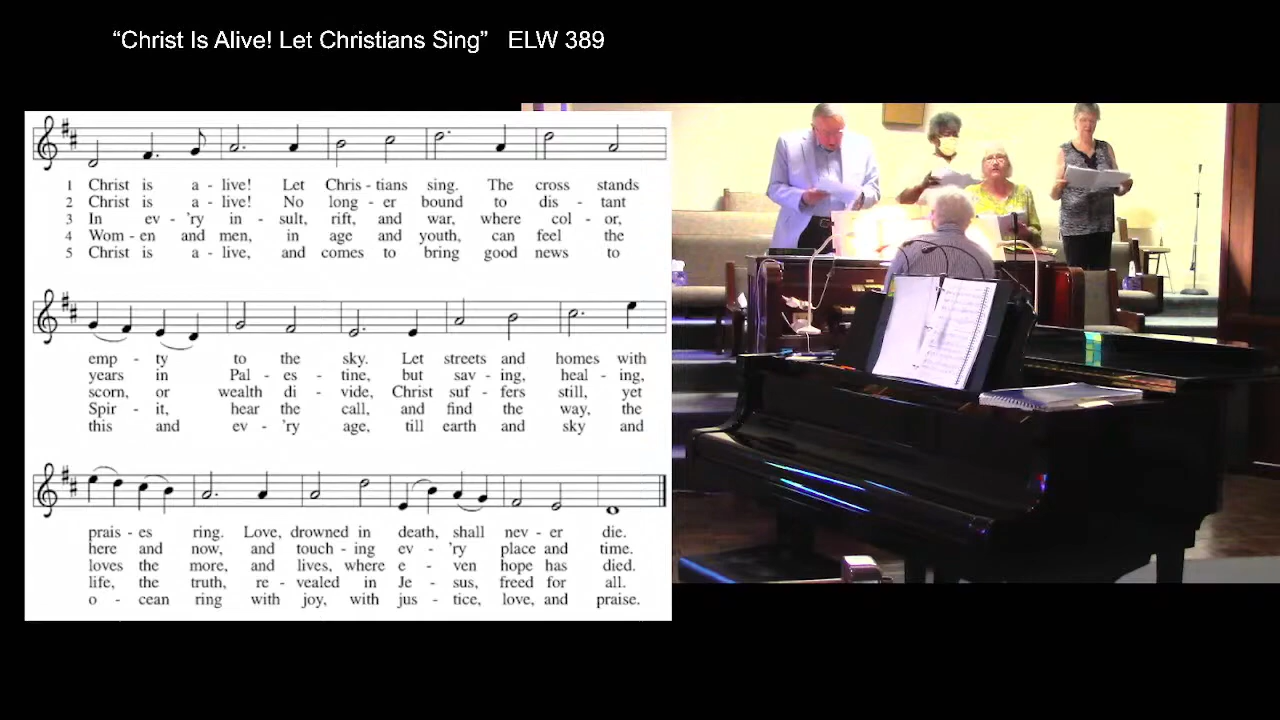 “Christ Is Alive! Let Christians Sing” ELW 389
1 Christ is a - live! Let Chris - tians sing. The cross stands
2 Christ is a - live! No long - er bound to dis - tant
3 In ev - 'ry in - sult, rift, and war, where col - or,
4 Wom - en and men, in age and youth, can feel the
5 Christ is a - live, and comes to bring good news to
emp - ty to the sky. Let streets and homes with
years in Pal - es - tine, but sav - ing, heal - ing,
scorn, or wealth di - vide, Christ suf - fers still, yet
Spir - it, hear the call, and find the way, the
this and ev - 'ry age, till earth and sky and
prais - es ring. Love, drowned in death, shall nev - er die.
here and now, and touch - ing ev - 'ry place and time.
loves the more, and lives, where e - ven hope has died.
life, the truth, re - vealed in Je - sus, freed for all.
o - cean ring with joy, with jus - tice, love, and praise.